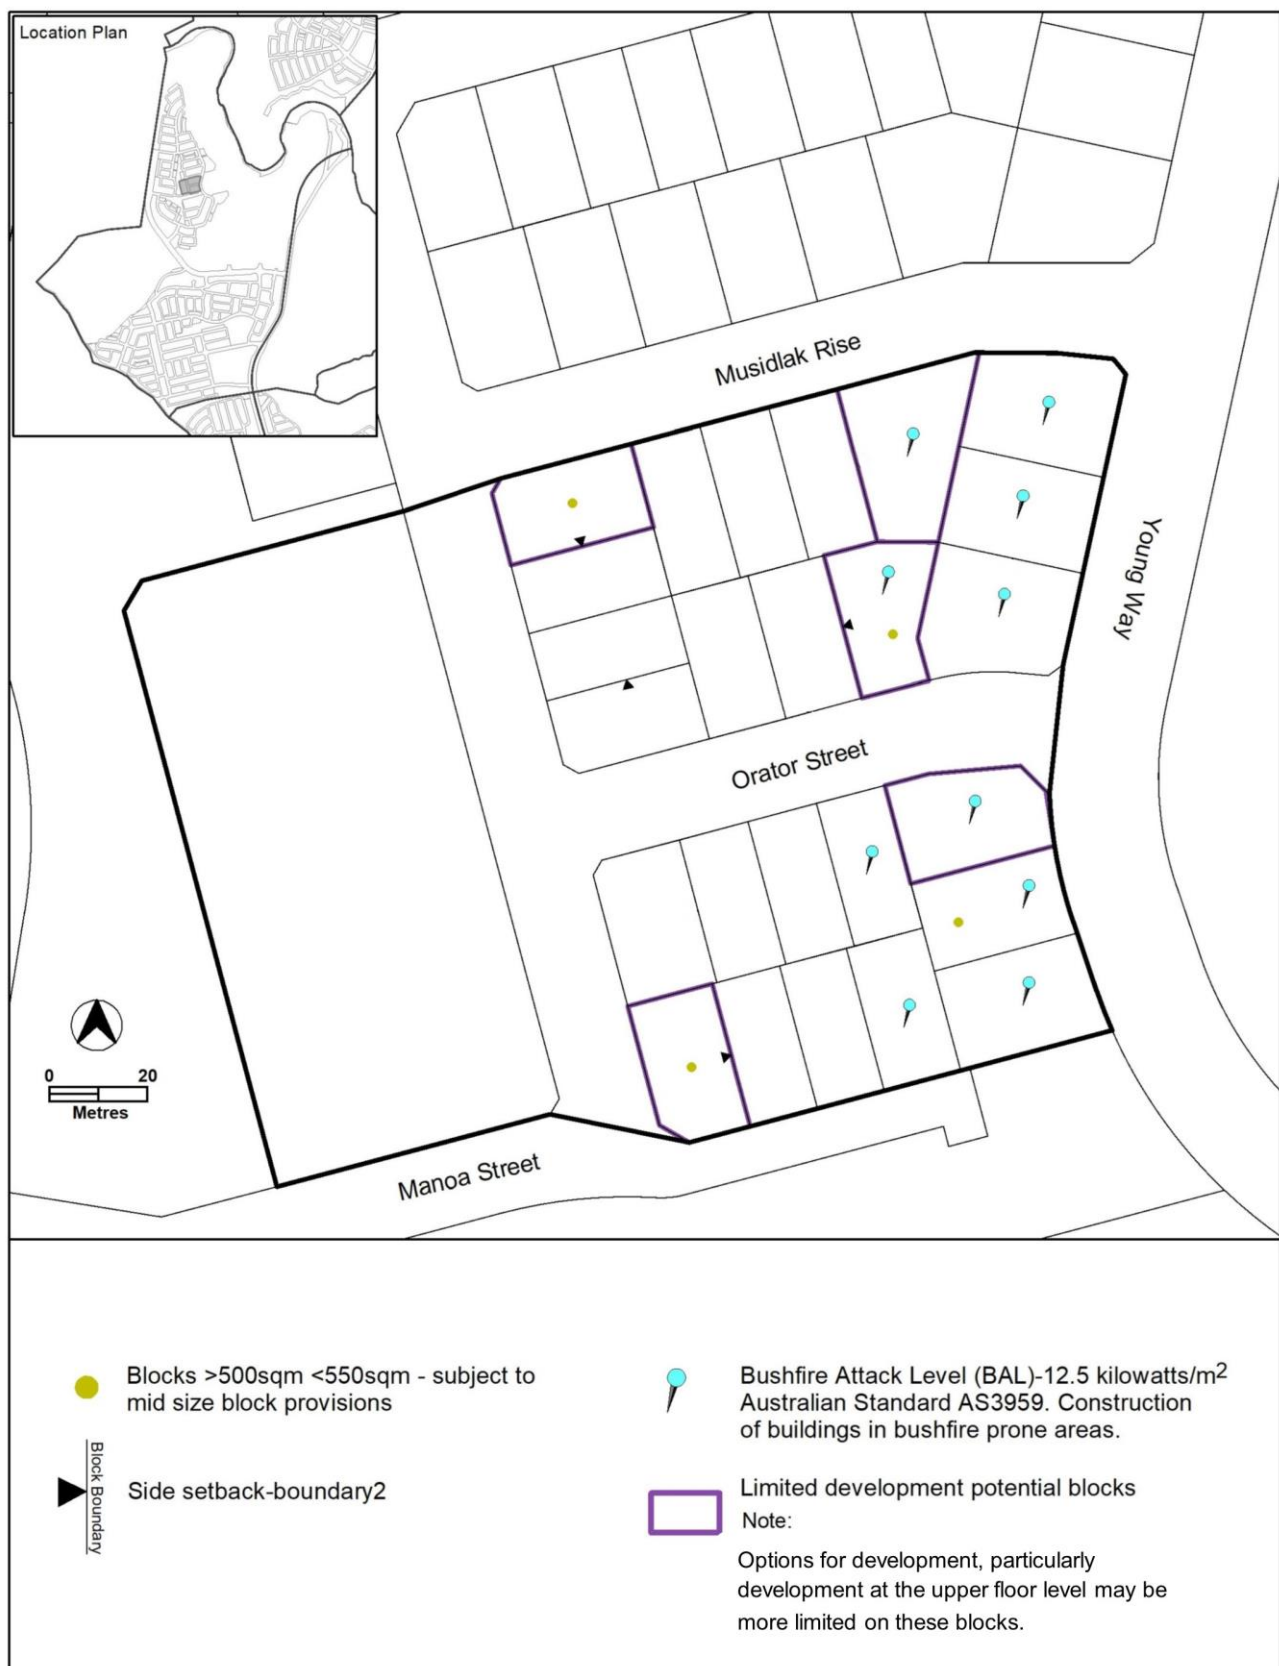 Location Plan
Musidlak Rise
Young Way
Orator Street
0 20
Metres
Manoa Street
Blocks >500sqm <550sqm - subject to
mid size block provisions
Bushfire Attack Level (BAL)-12.5 kilowatts/m²
Australian Standard AS3959. Construction
of buildings in bushfire prone areas.
Block Boundary
Side setback-boundary2
Limited development potential blocks
Note:
Options for development, particularly
development at the upper floor level may be
more limited on these blocks.